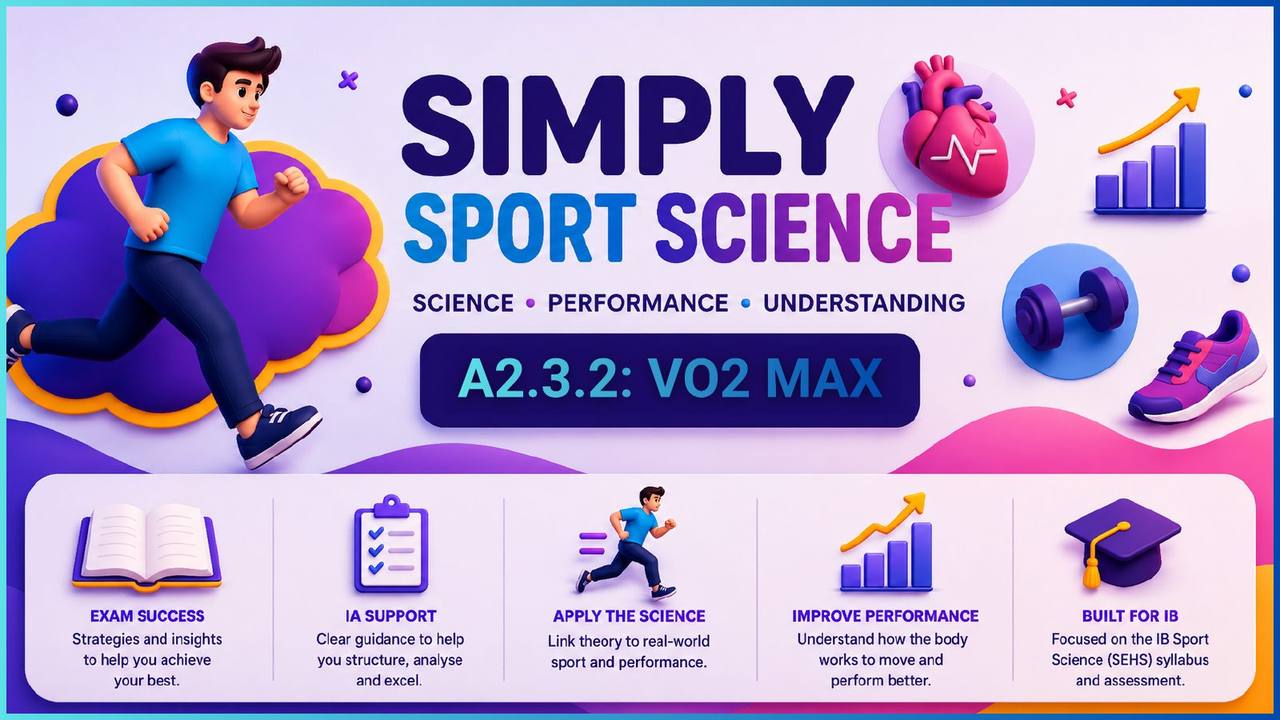 SIMPLY
SPORT SCIENCE
SCIENCE • PERFORMANCE • UNDERSTANDING
A2.3.2: VO2 MAX
EXAM SUCCESS
Strategies and insights
to help you achieve
your best.
IA SUPPORT
Clear guidance to help
you structure, analyse
and excel.
APPLY THE SCIENCE
Link theory to real-world
sport and performance.
IMPROVE PERFORMANCE
Understand how the body
works to move and
perform better.
BUILT FOR IB
Focused on the IB Sport
Science (SEHS) syllabus
and assessment.